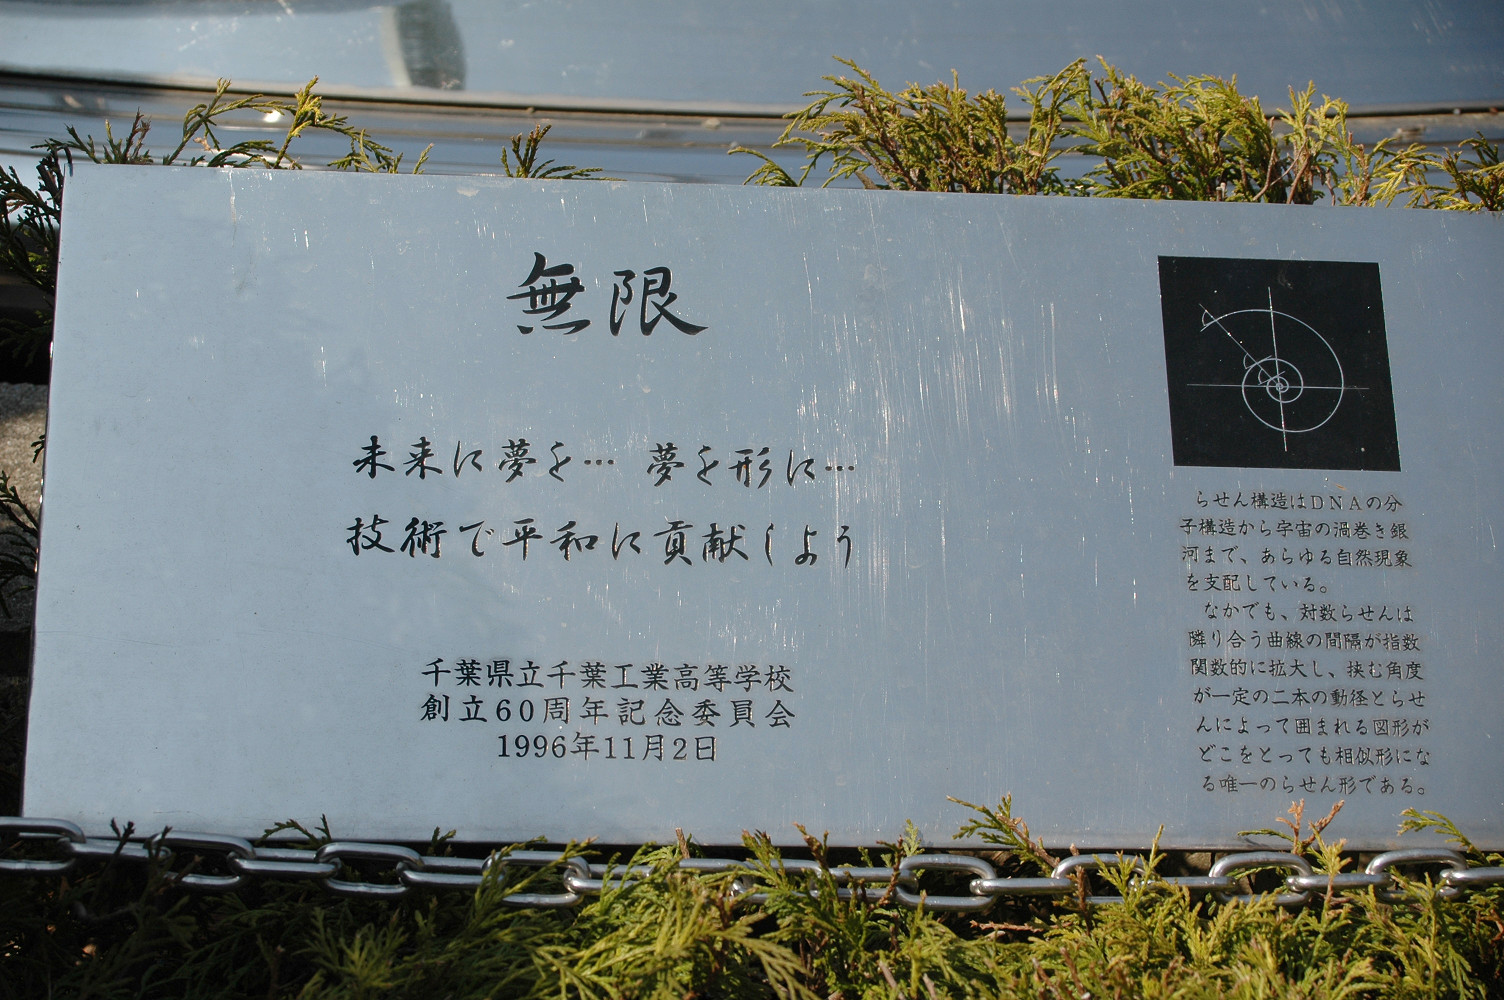 無限
未来に夢を… 夢を形に…
技術で平和に貢献しよう
千葉県立千葉工業高等学校
創立60周年記念委員会
1996年11月2日
らせん構造はDNAの分
子構造から宇宙の渦巻き銀
河まで、あらゆる自然現象
を支配している。
なかでも、対数らせんは
隣り合う曲線の間隔が指数
関数的に拡大し、挟む角度
が一定の二本の動径とらせ
んによって囲まれる図形が
どこをとっても相似形にな
る唯一のらせん形である。